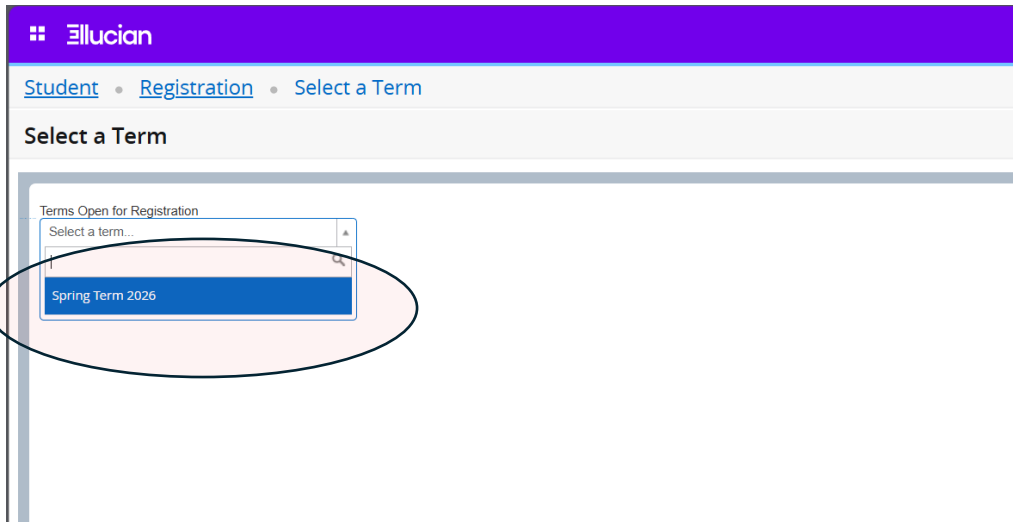 Ellucian
Student • Registration • Select a Term
Select a Term
Terms Open for Registration
Select a term...
Spring Term 2026